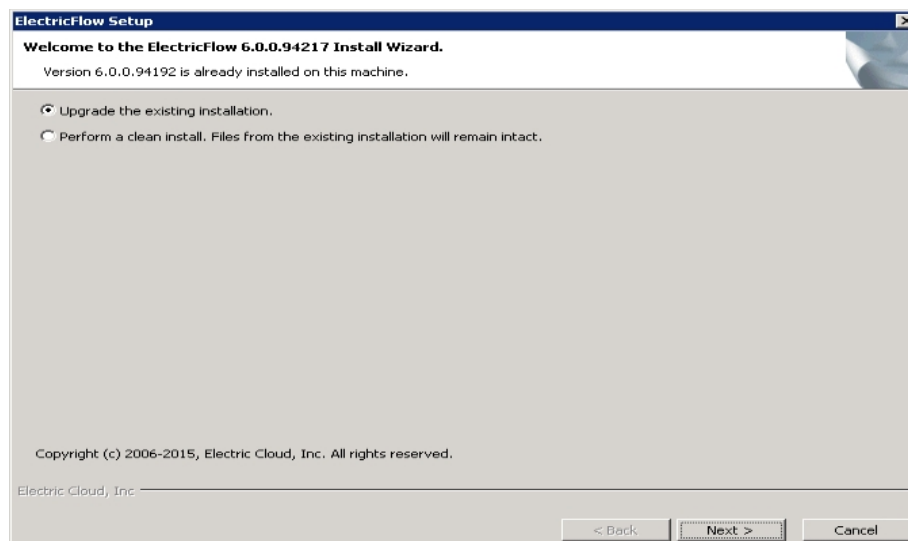 ElectricFlow Setup
Welcome to the ElectricFlow 6.0.0.94217 Install Wizard.
Version 6.0.0.94192 is already installed on this machine.
Upgrade the existing installation.
Perform a clean install. Files from the existing installation will remain intact.
Copyright (c) 2006-2015, Electric Cloud, Inc. All rights reserved.
Electric Cloud, Inc
< Back Next > Cancel